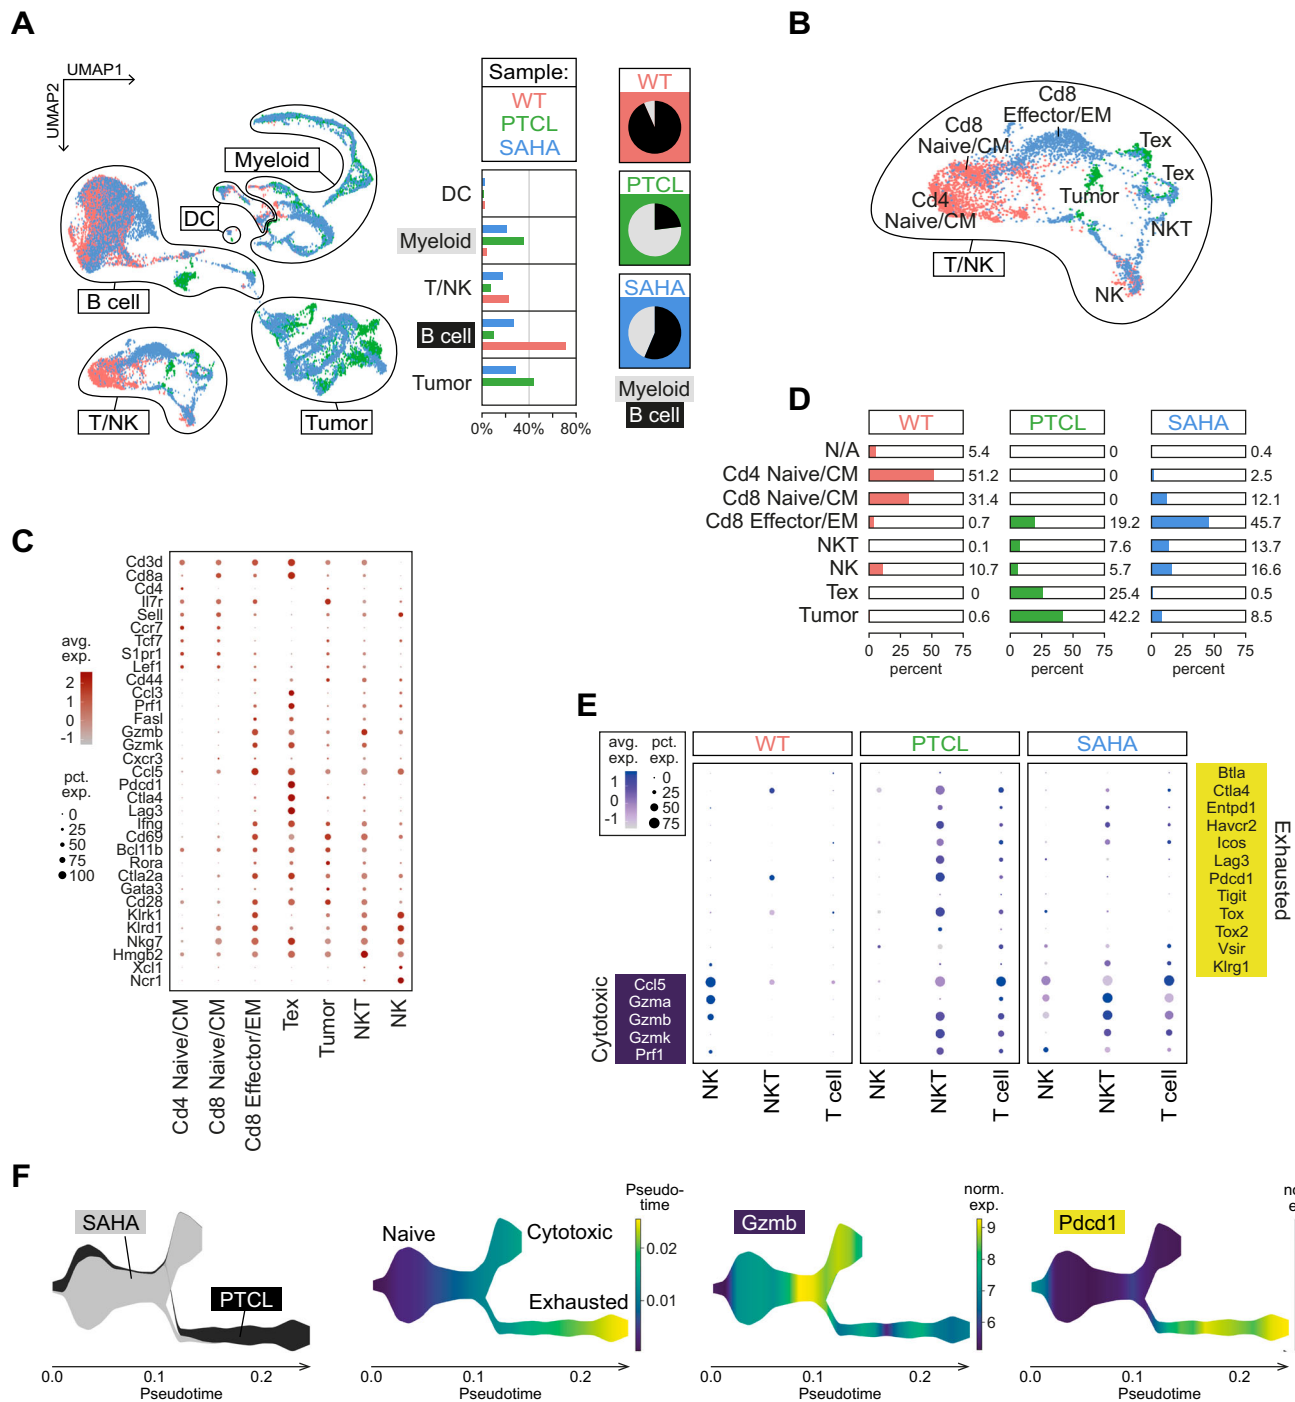 A
UMAP1
UMAP2
Myeloid
DC
B cell
T/NK
Tumor
Sample:
WT
PTCL
SAHA
DC
Myeloid
T/NK
B cell
Tumor
0% 40% 80%
WT
PTCL
SAHA
Myeloid
B cell
B
Cd8
Effector/EM
Cd8
Naive/CM
Cd4
Naive/CM
Tex
Tex
Tumor
NKT
NK
T/NK
D
WT PTCL SAHA
N/A 5.4 0 0.4
Cd4 Naive/CM 51.2 0 2.5
Cd8 Naive/CM 31.4 0 12.1
Cd8 Effector/EM 0.7 19.2 45.7
NKT 0.1 7.6 13.7
NK 10.7 5.7 16.6
Tex 0 25.4 0.5
Tumor 0.6 42.2 8.5
0 25 50 75 0 25 50 75 0 25 50 75
percent percent percent
C
avg.
exp.
2
1
0
-1
pct.
exp.
0
25
50
75
100
Cd3d
Cd8a
Cd4
Il7r
Sell
Ccr7
Tcf7
S1pr1
Lef1
Cd44
Ccl3
Prf1
Fasl
Gzmb
Gzmk
Cxcr3
Ccl5
Pdcd1
Ctla4
Lag3
Ifng
Cd69
Bcl11b
Rora
Ctla2a
Gata3
Cd28
Klrk1
Klrd1
Nkg7
Hmgb2
Xcl1
Ncr1
Cd4 Naive/CM
Cd8 Naive/CM
Cd8 Effector/EM
Tex
Tumor
NKT
NK
E
avg. pct.
exp. exp.
1 0
0 25
-1 50
75
WT PTCL SAHA
Btla
Ctla4
Entpd1
Havcr2
Icos
Lag3
Pdcd1
Tigit
Tox
Tox2
Vsir
Klrg1
Exhausted
Cytotoxic
Ccl5
Gzma
Gzmb
Gzmk
Prf1
NK NKT T cell NK NKT T cell NK NKT T cell
F
SAHA
PTCL
0.0 0.1 0.2
Pseudotime
Naive
Cytotoxic
Exhausted
Pseudo-
time
0.02
0.01
0.0 0.1 0.2
Pseudotime
Gzmb
norm.
exp.
9
8
7
6
0.0 0.1 0.2
Pseudotime
Pdcd1
0.0 0.1 0.2
Pseudotime